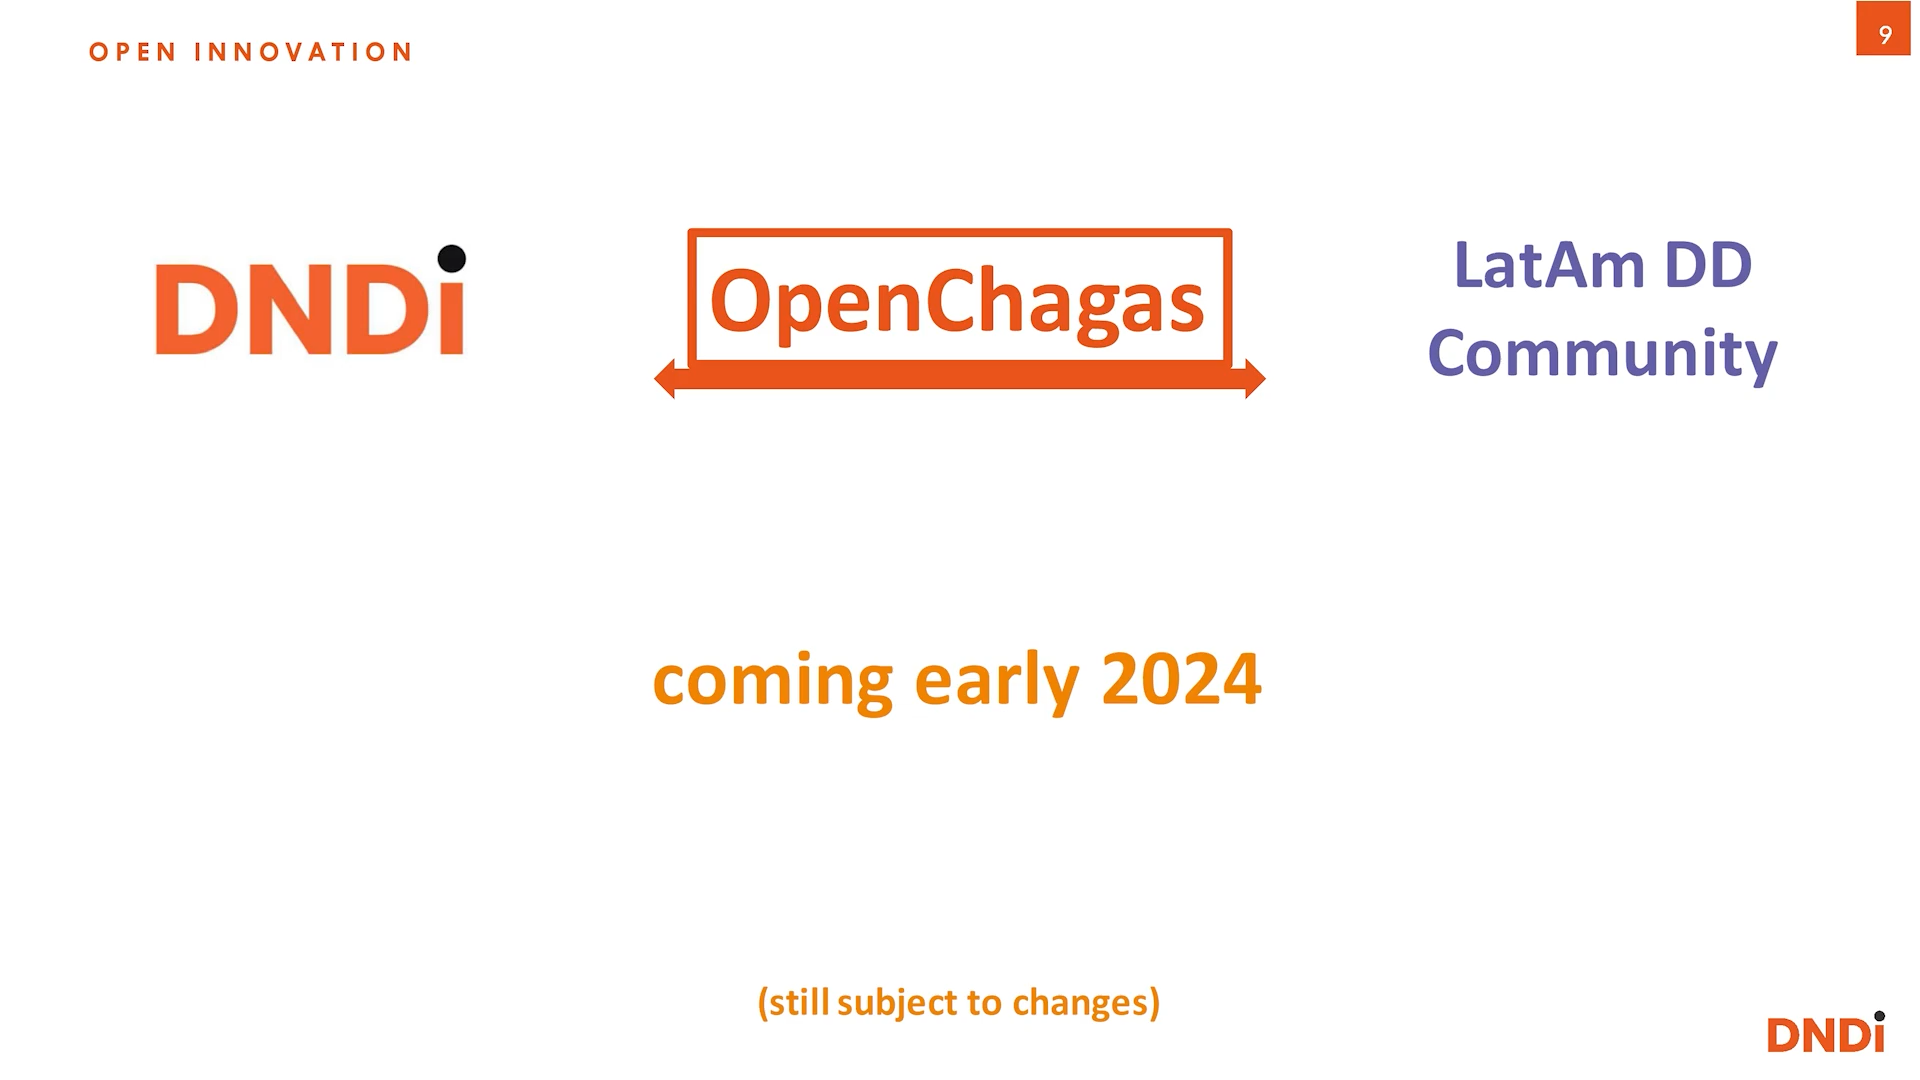 OPEN INNOVATION
9
DNDi
OpenChagas
LatAm DD
Community
coming early 2024
(still subject to changes)
DNDi